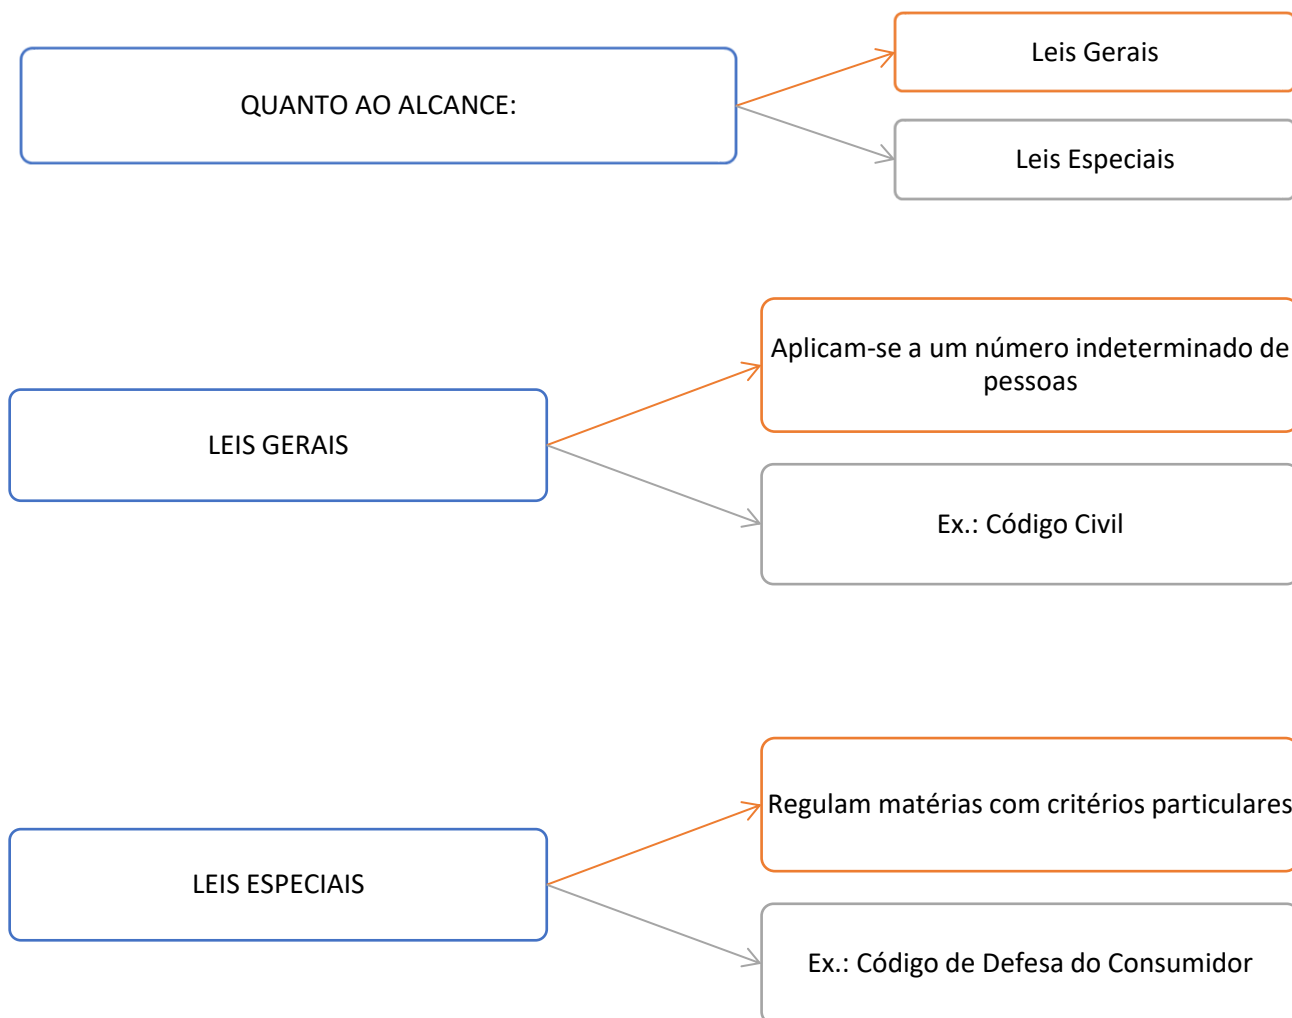 QUANTO AO ALCANCE:
Leis Gerais
Leis Especiais
LEIS GERAIS
Aplicam-se a um número indeterminado de
pessoas
Ex.: Código Civil
LEIS ESPECIAIS
Regulam matérias com critérios particulares
Ex.: Código de Defesa do Consumidor